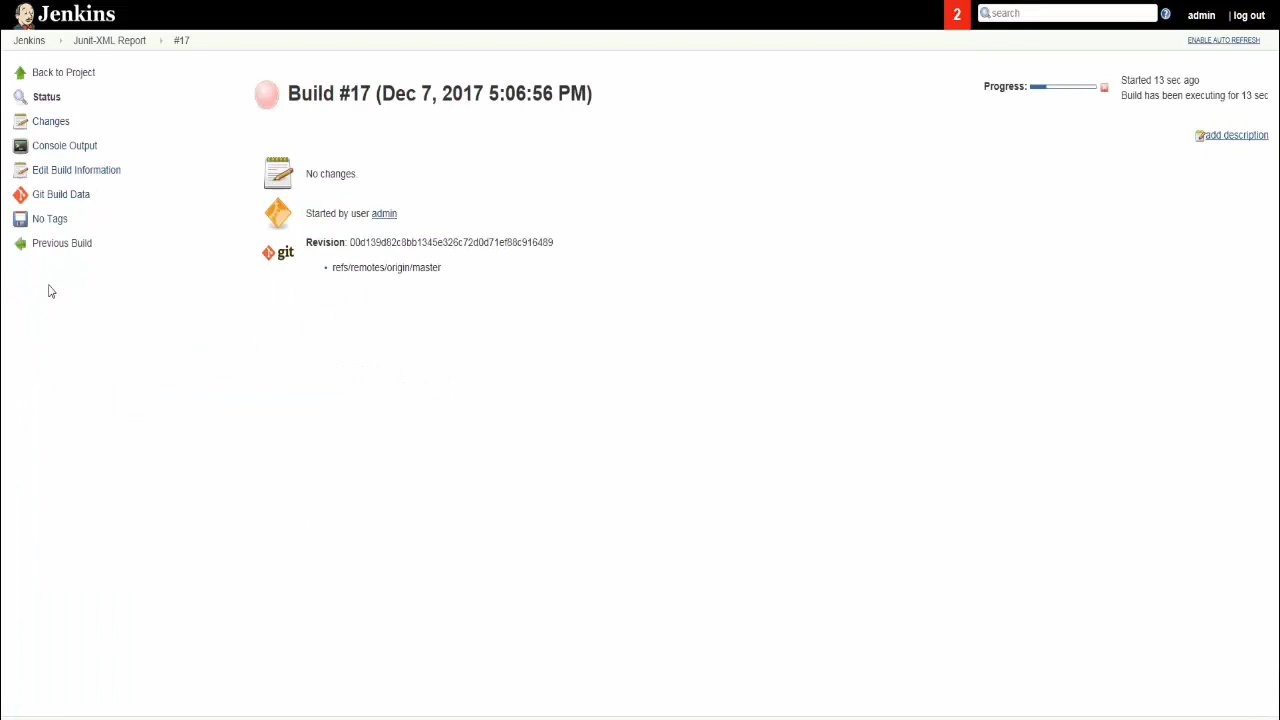 Jenkins
2
search
admin | log out
Jenkins
Junit-XML Report
#17
ENABLE AUTO REFRESH
Back to Project
Status
Changes
Console Output
Edit Build Information
Git Build Data
No Tags
Previous Build
Build #17 (Dec 7, 2017 5:06:56 PM)
Progress:
Started 13 sec ago
Build has been executing for 13 sec
add description
No changes.
Started by user admin
git
Revision: 00d139d82c8bb1345e326c72d0d71ef88c916489
• refs/remotes/origin/master